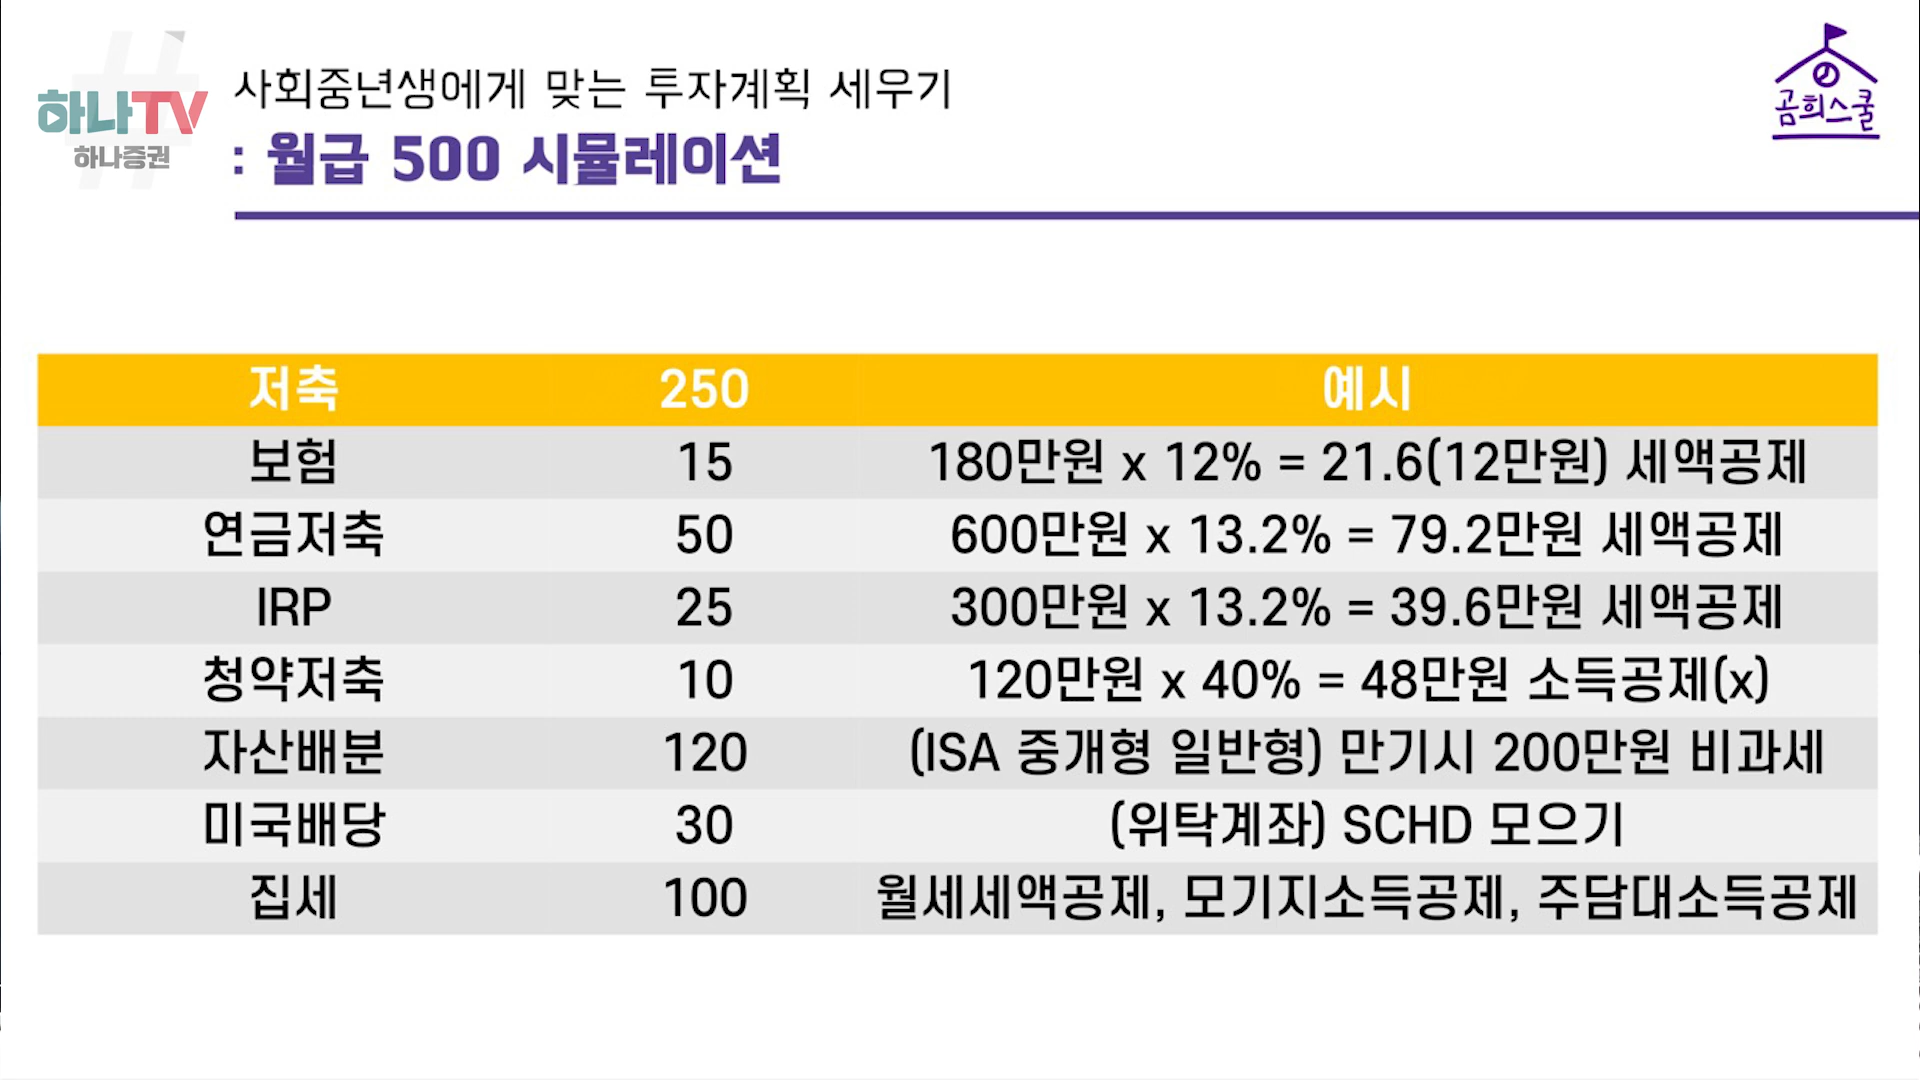 하나TV
하나증권
사회중년생에게 맞는 투자계획 세우기
: 월급 500 시뮬레이션
곰희스쿨
저축 250 예시
보험 15 180만원 x 12% = 21.6(12만원) 세액공제
연금저축 50 600만원 x 13.2% = 79.2만원 세액공제
IRP 25 300만원 x 13.2% = 39.6만원 세액공제
청약저축 10 120만원 x 40% = 48만원 소득공제(x)
자산배분 120 (ISA 중개형 일반형) 만기시 200만원 비과세
미국배당 30 (위탁계좌) SCHD 모으기
집세 100 월세세액공제, 모기지소득공제, 주담대소득공제